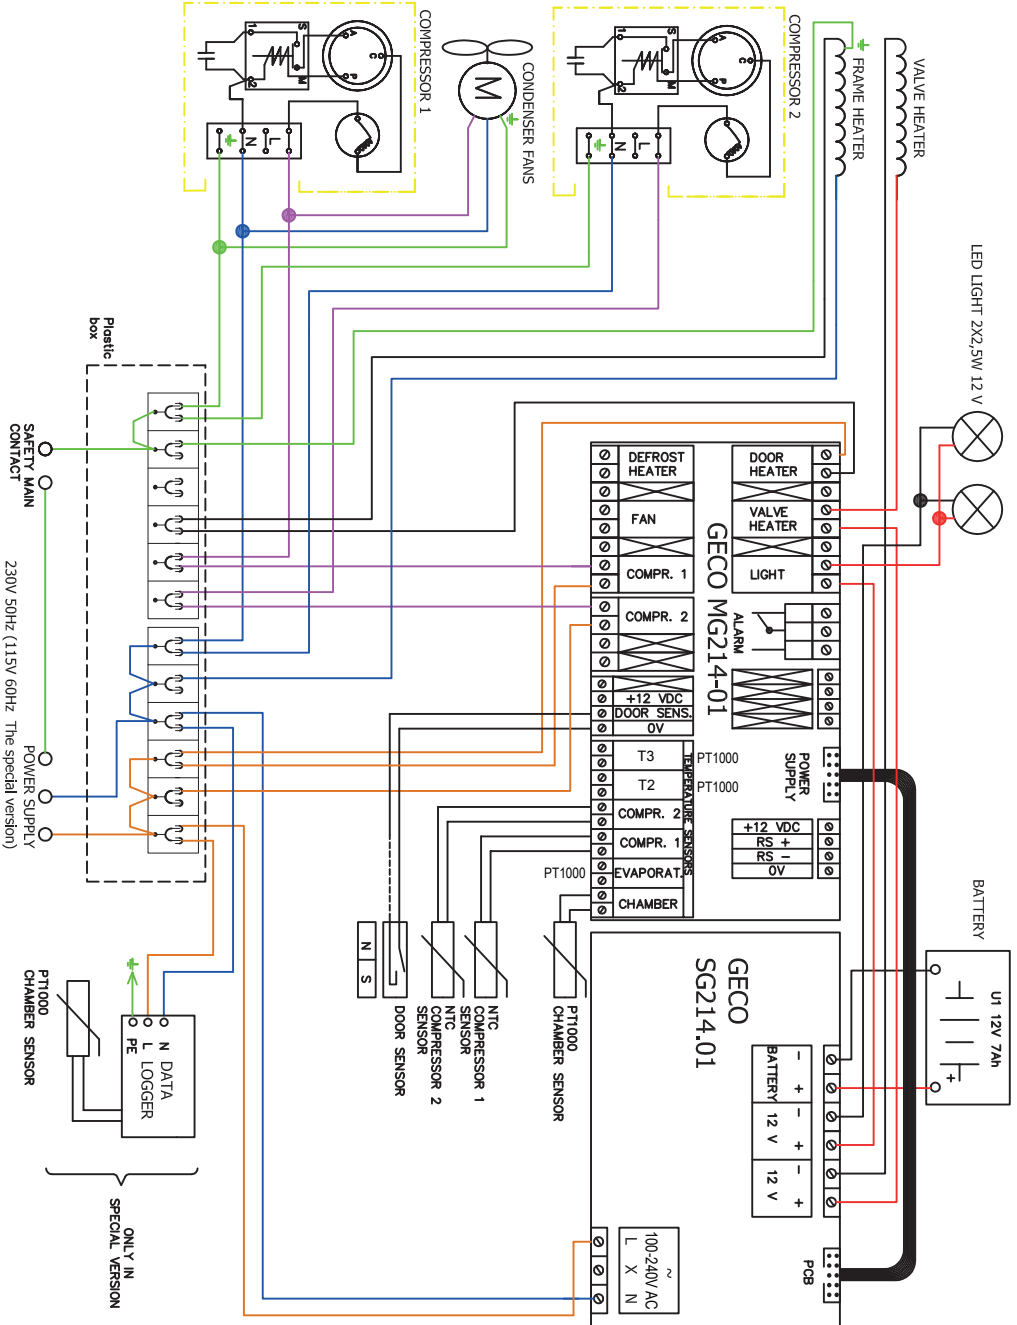 COMPRESSOR 1
S
1
A
C
P
M
2
N
L
CONDENSER FANS
M
COMPRESSOR 2
S
1
A
C
P
M
2
N
L
FRAME HEATER
VALVE HEATER
LED LIGHT 2X2,5W 12 V
Plastic
box
SAFETY MAIN
CONTACT
230V 50Hz (115V 60Hz The special version)
POWER SUPPLY
GECO MG214-01
DEFROST
HEATER
FAN
COMPR. 1
COMPR. 2
+12 VDC
DOOR SENS.
0V
T3
T2
COMPR. 2
COMPR. 1
EVAPORAT.
CHAMBER
TEMPERATURE SENSORS
PT1000
PT1000
PT1000
DOOR
HEATER
VALVE
HEATER
LIGHT
ALARM
POWER
SUPPLY
+12 VDC
RS +
RS -
0V
BATTERY
U1 12V 7Ah
+
GECO
SG214.01
BATTERY
- +
12 V
- +
12 V
- +
PCB
~
100-240V AC
L X N
N S
DOOR SENSOR
NTC
COMPRESSOR 2
SENSOR
NTC
COMPRESSOR 1
SENSOR
PT1000
CHAMBER SENSOR
PT1000
CHAMBER SENSOR
N
L
PE
DATA
LOGGER
ONLY IN
SPECIAL VERSION